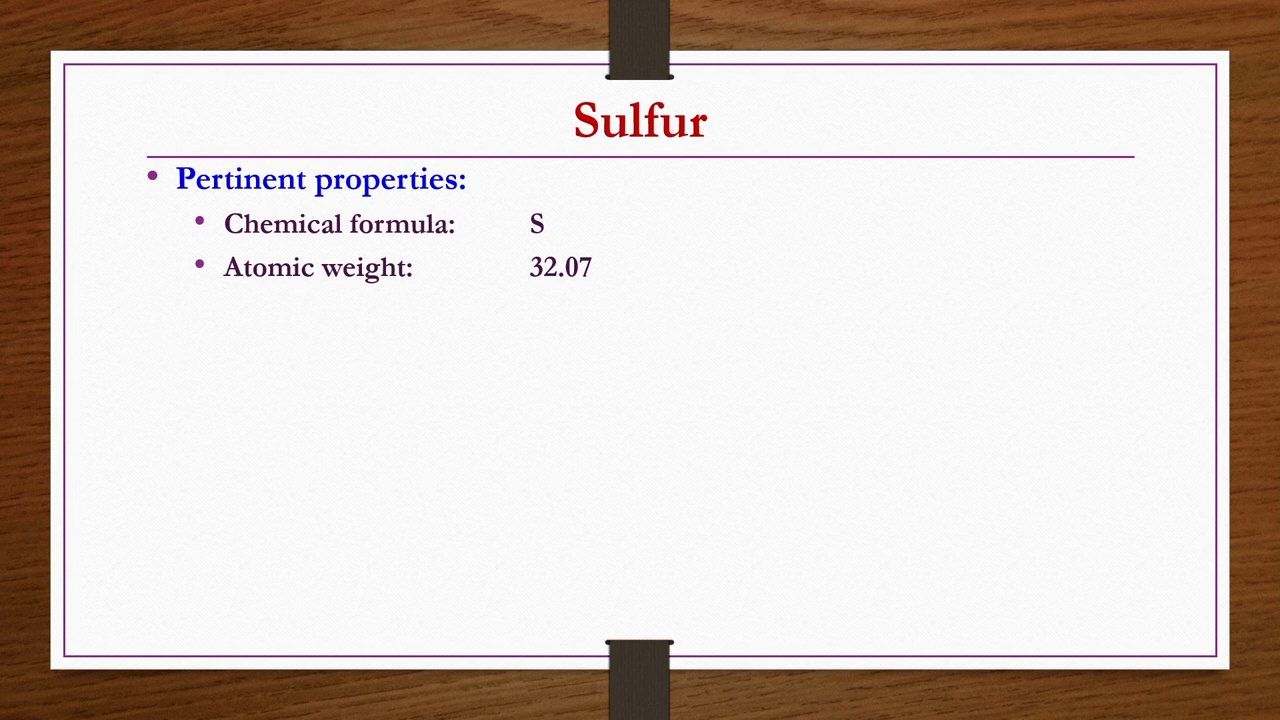 Sulfur
• Pertinent properties:
• Chemical formula: S
• Atomic weight: 32.07